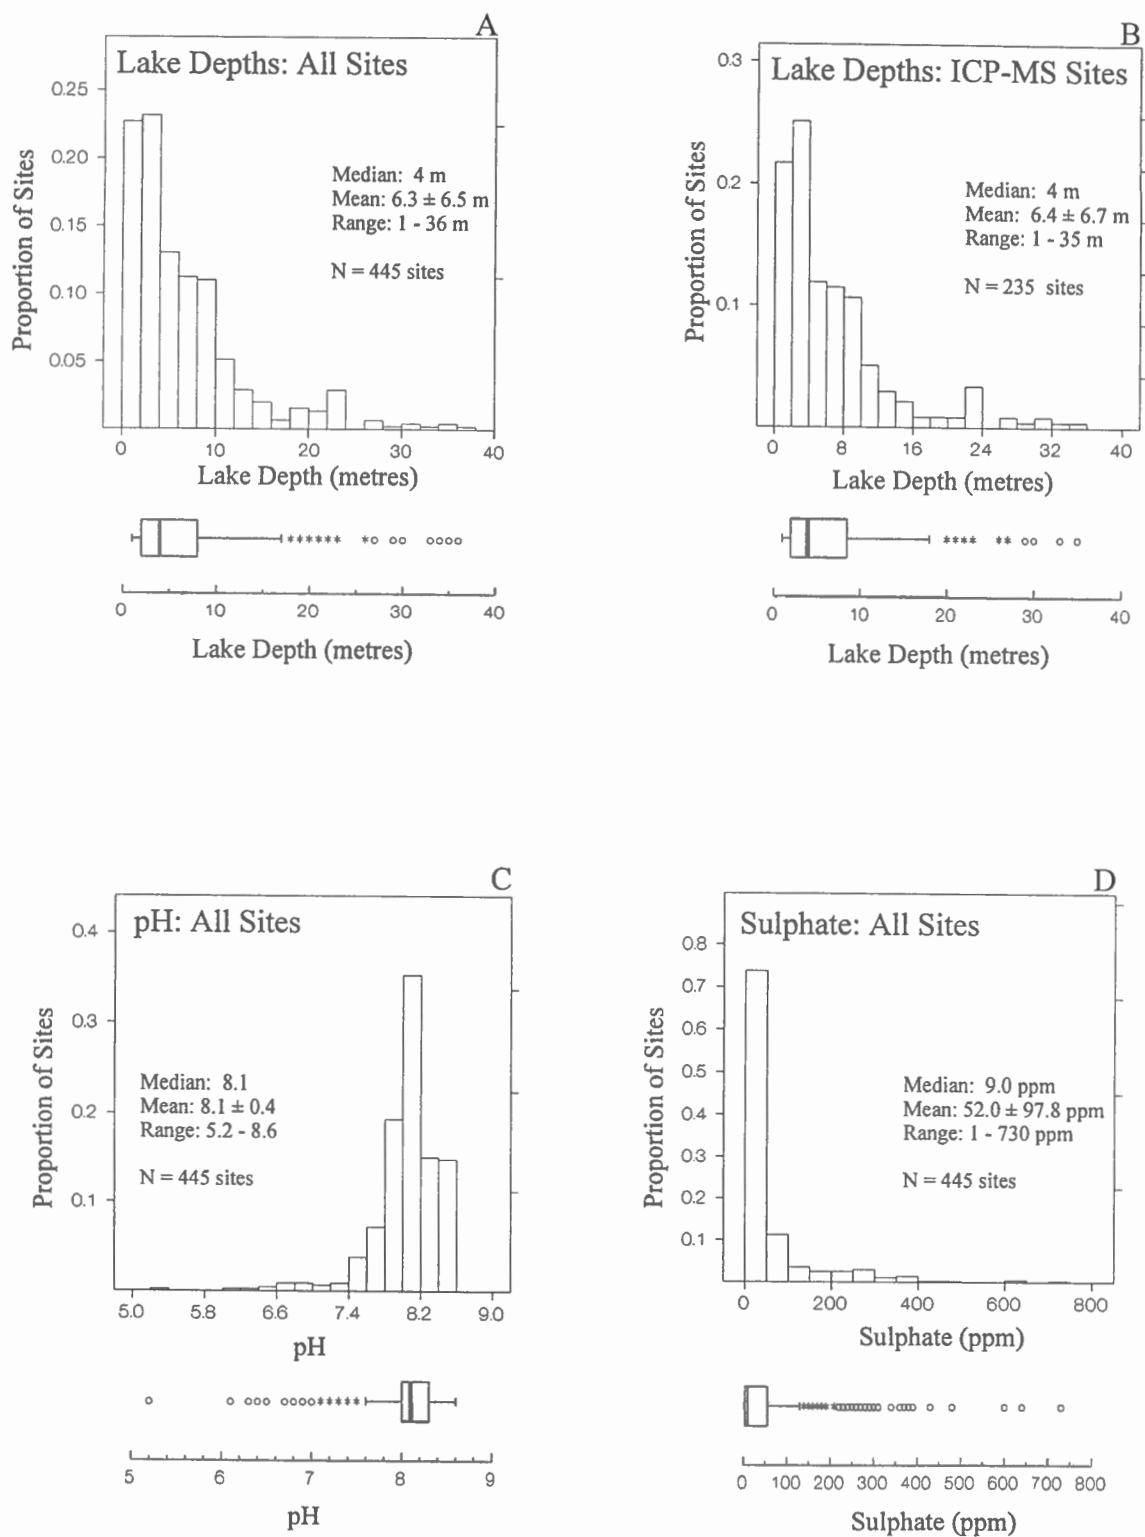 A
Lake Depths: All Sites
Proportion of Sites
0.25
0.20
0.15
0.10
0.05
Median: 4 m
Mean: 6.3 ± 6.5 m
Range: 1 - 36 m
N = 445 sites
0 10 20 30 40
Lake Depth (metres)
0 10 20 30 40
Lake Depth (metres)
B
Lake Depths: ICP-MS Sites
Proportion of Sites
0.3
0.2
0.1
Median: 4 m
Mean: 6.4 ± 6.7 m
Range: 1 - 35 m
N = 235 sites
0 8 16 24 32 40
Lake Depth (metres)
0 10 20 30 40
Lake Depth (metres)
C
pH: All Sites
Proportion of Sites
0.4
0.3
0.2
0.1
Median: 8.1
Mean: 8.1 ± 0.4
Range: 5.2 - 8.6
N = 445 sites
5.0 5.8 6.6 7.4 8.2 9.0
pH
5 6 7 8 9
pH
D
Sulphate: All Sites
Proportion of Sites
0.8
0.7
0.6
0.5
0.4
0.3
0.2
0.1
Median: 9.0 ppm
Mean: 52.0 ± 97.8 ppm
Range: 1 - 730 ppm
N = 445 sites
0 200 400 600 800
Sulphate (ppm)
0 100 200 300 400 500 600 700 800
Sulphate (ppm)